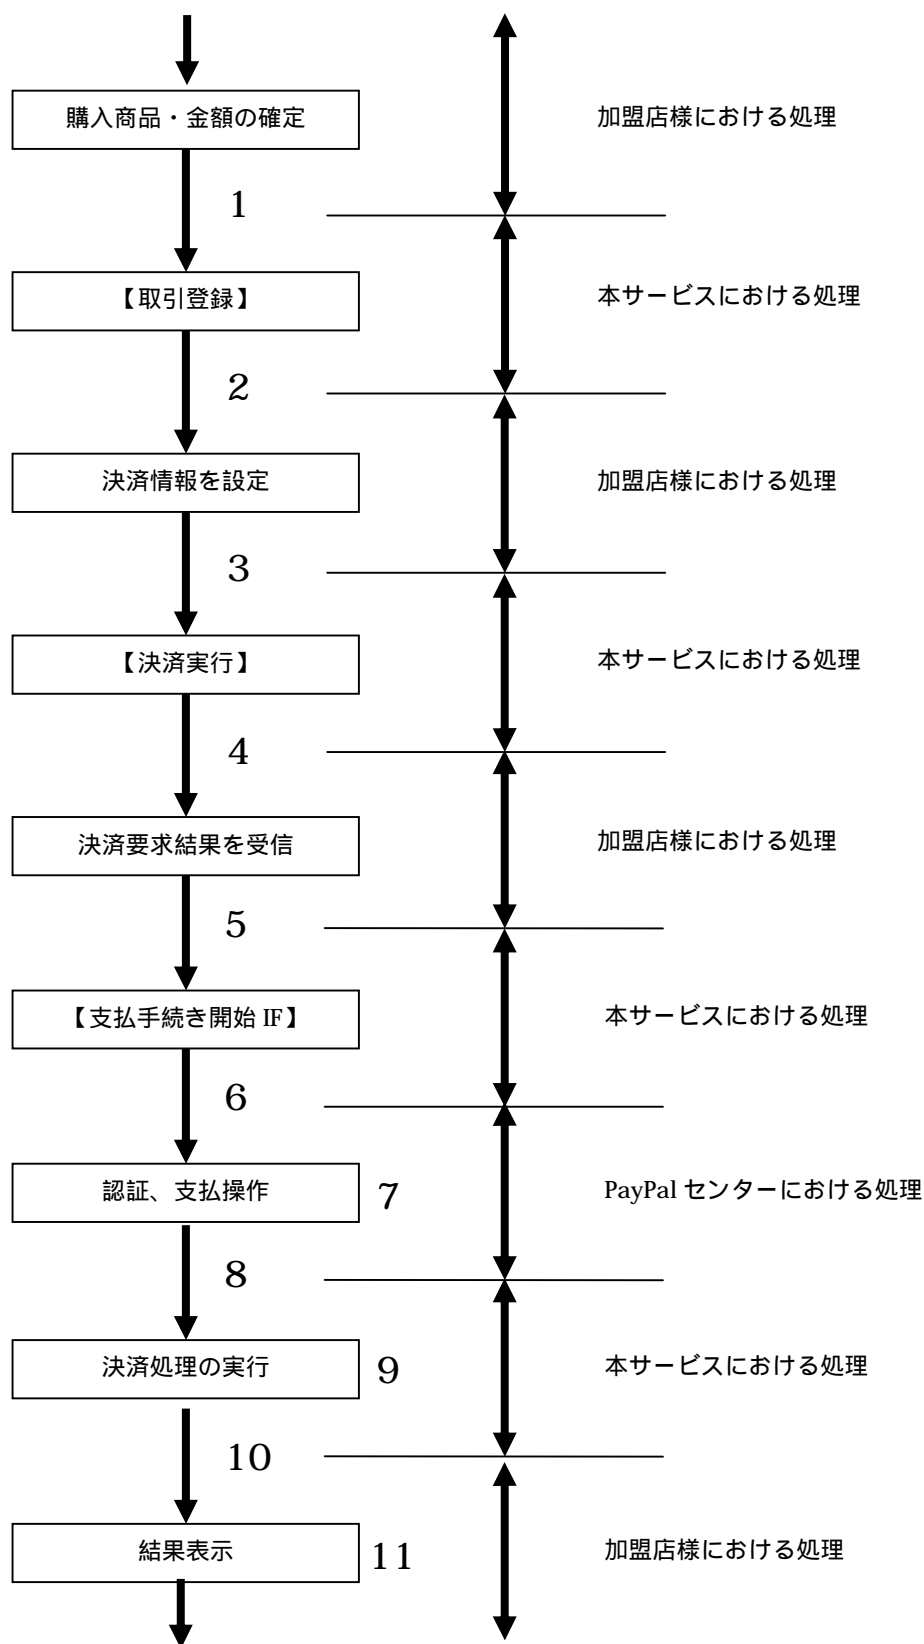 購入商品・金額の確定
加盟店様における処理
1
【取引登録】
本サービスにおける処理
2
決済情報を設定
加盟店様における処理
3
【決済実行】
本サービスにおける処理
4
決済要求結果を受信
加盟店様における処理
5
【支払手続き開始 IF】
本サービスにおける処理
6
認証、支払操作
7
PayPal センターにおける処理
8
決済処理の実行
9
本サービスにおける処理
10
結果表示
11
加盟店様における処理